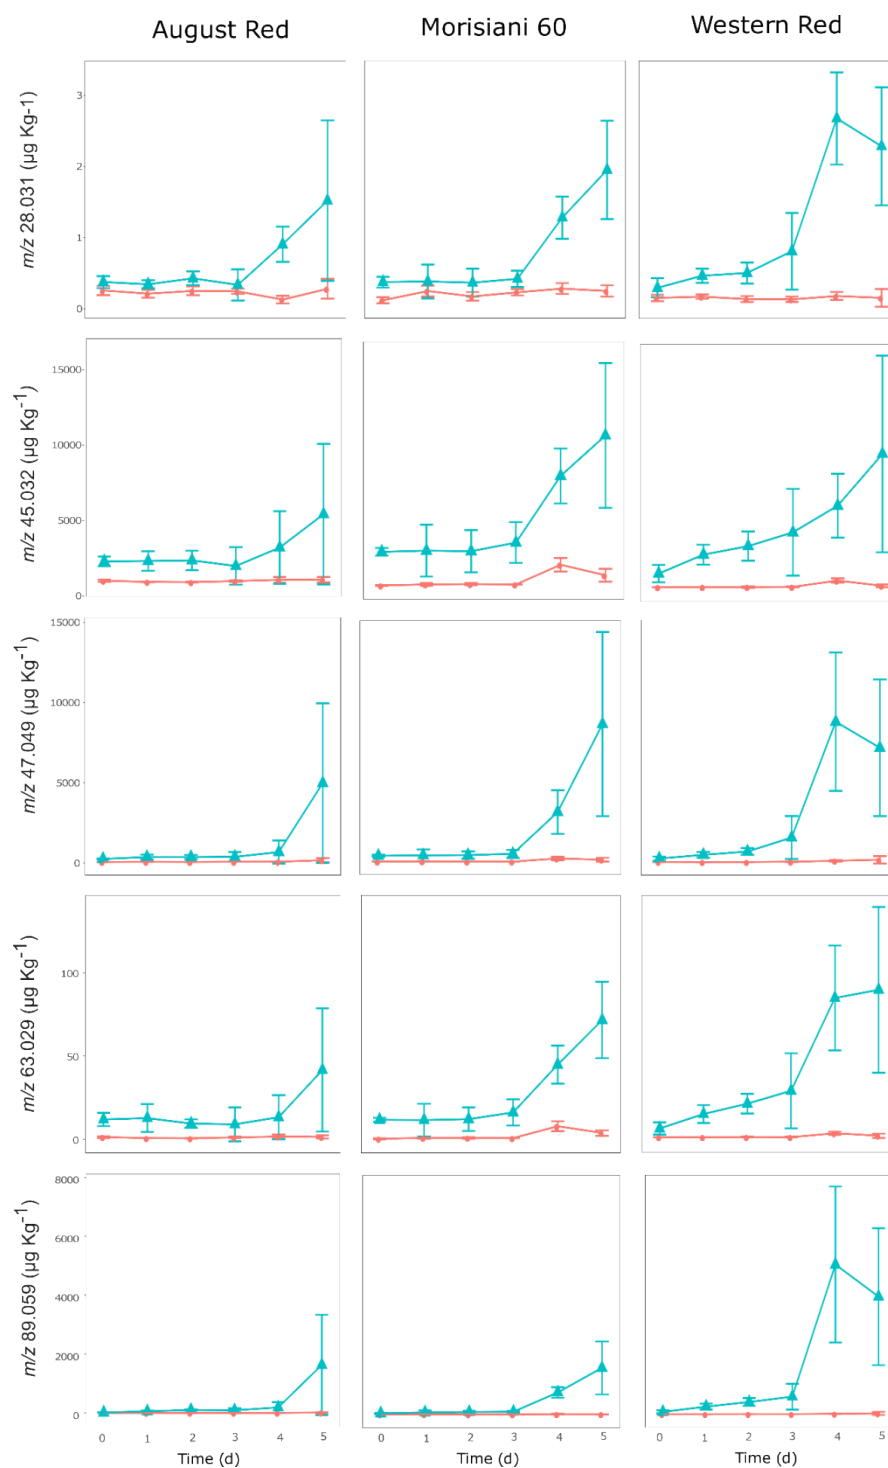 August Red Morisiani 60 Western Red
m/z 28.031 (µg Kg-1)
3
2
1
0
m/z 45.032 (µg Kg⁻¹)
15000
10000
5000
0
m/z 47.049 (µg Kg⁻¹)
15000
10000
5000
0
m/z 63.029 (µg Kg⁻¹)
100
50
0
m/z 89.059 (µg Kg⁻¹)
8000
6000
4000
2000
0
0 1 2 3 4 5 0 1 2 3 4 5 0 1 2 3 4 5
Time (d) Time (d) Time (d)